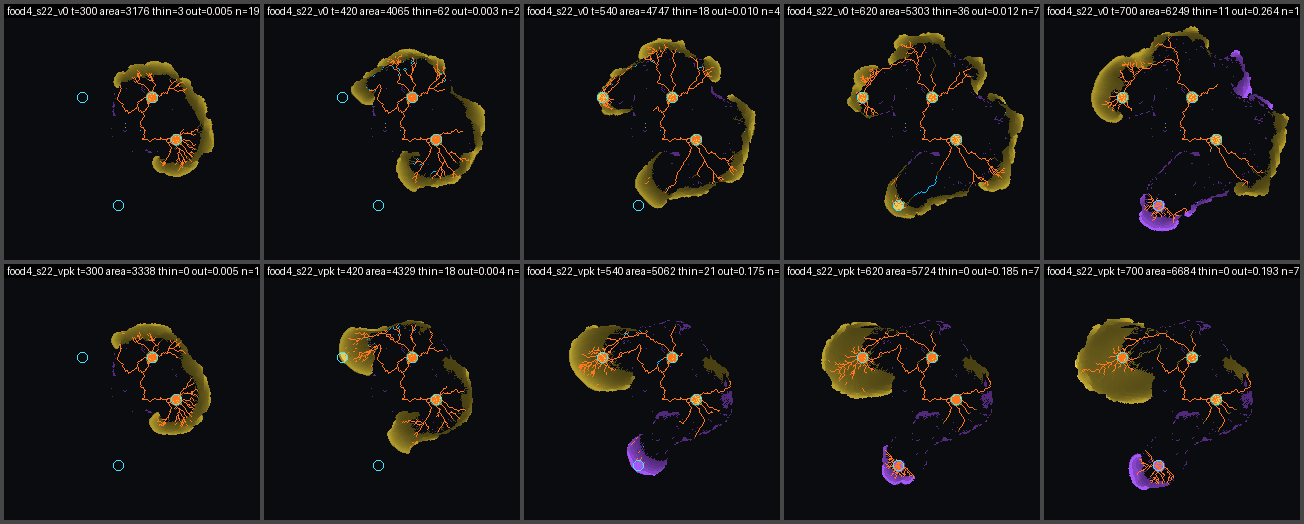 food4_s22_v0 t=300 area=3176 thin=3 out=0.005 n=19
food4_s22_v0 t=420 area=4065 thin=62 out=0.003 n=2
food4_s22_v0 t=540 area=4747 thin=18 out=0.010 n=4
food4_s22_v0 t=620 area=5303 thin=36 out=0.012 n=7
food4_s22_v0 t=700 area=6249 thin=11 out=0.264 n=1
food4_s22_vpk t=300 area=3338 thin=0 out=0.005 n=1
food4_s22_vpk t=420 area=4329 thin=18 out=0.004 n=
food4_s22_vpk t=540 area=5062 thin=21 out=0.175 n=
food4_s22_vpk t=620 area=5724 thin=0 out=0.185 n=7
food4_s22_vpk t=700 area=6684 thin=0 out=0.193 n=7